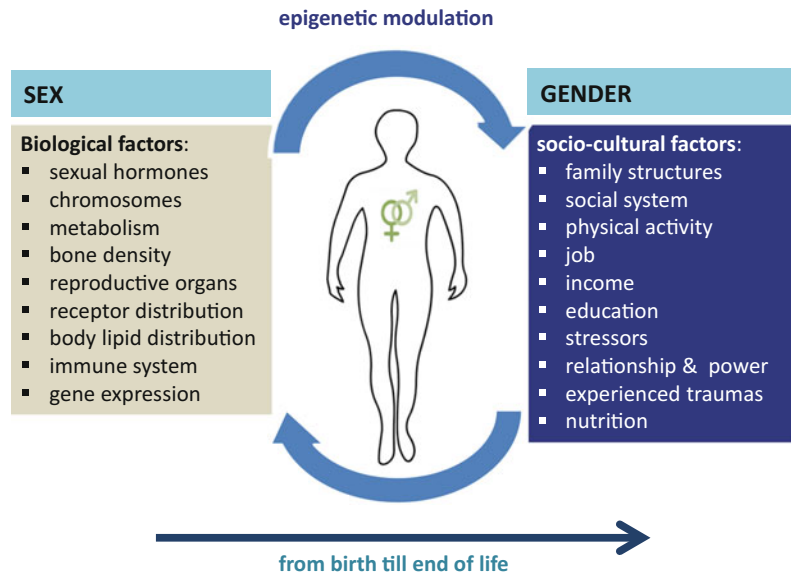 epigenetic modulation
SEX
Biological factors:
▪ sexual hormones
▪ chromosomes
▪ metabolism
▪ bone density
▪ reproductive organs
▪ receptor distribution
▪ body lipid distribution
▪ immune system
▪ gene expression
GENDER
socio-cultural factors:
▪ family structures
▪ social system
▪ physical activity
▪ job
▪ income
▪ education
▪ stressors
▪ relationship & power
▪ experienced traumas
▪ nutrition
from birth till end of life